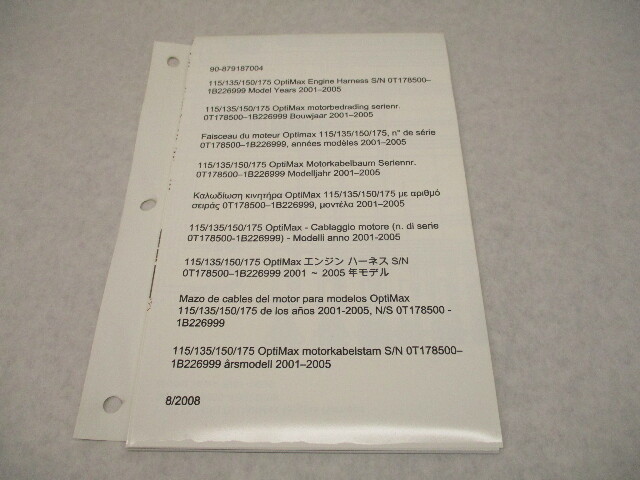 90-879187004
115/135/150/175 OptiMax Engine Harness S/N 0T178500–
1B226999 Model Years 2001–2005
115/135/150/175 OptiMax motorbedrading serienr.
0T178500–1B226999 Bouwjaar 2001–2005
Faisceau du moteur Optimax 115/135/150/175, n° de série
0T178500–1B226999, années modèles 2001–2005
115/135/150/175 OptiMax Motorkabelbaum Seriennr.
0T178500–1B226999 Modelljahr 2001–2005
Καλωδίωση κινητήρα OptiMax 115/135/150/175 με αριθμό
σειράς 0T178500–1B226999, μοντέλα 2001–2005
115/135/150/175 OptiMax - Cablaggio motore (n. di serie
0T178500-1B226999) - Modelli anno 2001-2005
115/135/150/175 OptiMax エンジン ハーネス S/N
0T178500–1B226999 2001 ～ 2005 年モデル
Mazo de cables del motor para modelos OptiMax
115/135/150/175 de los años 2001-2005, N/S 0T178500 -
1B226999
115/135/150/175 OptiMax motorkabelstam S/N 0T178500–
1B226999 årsmodell 2001–2005
8/2008